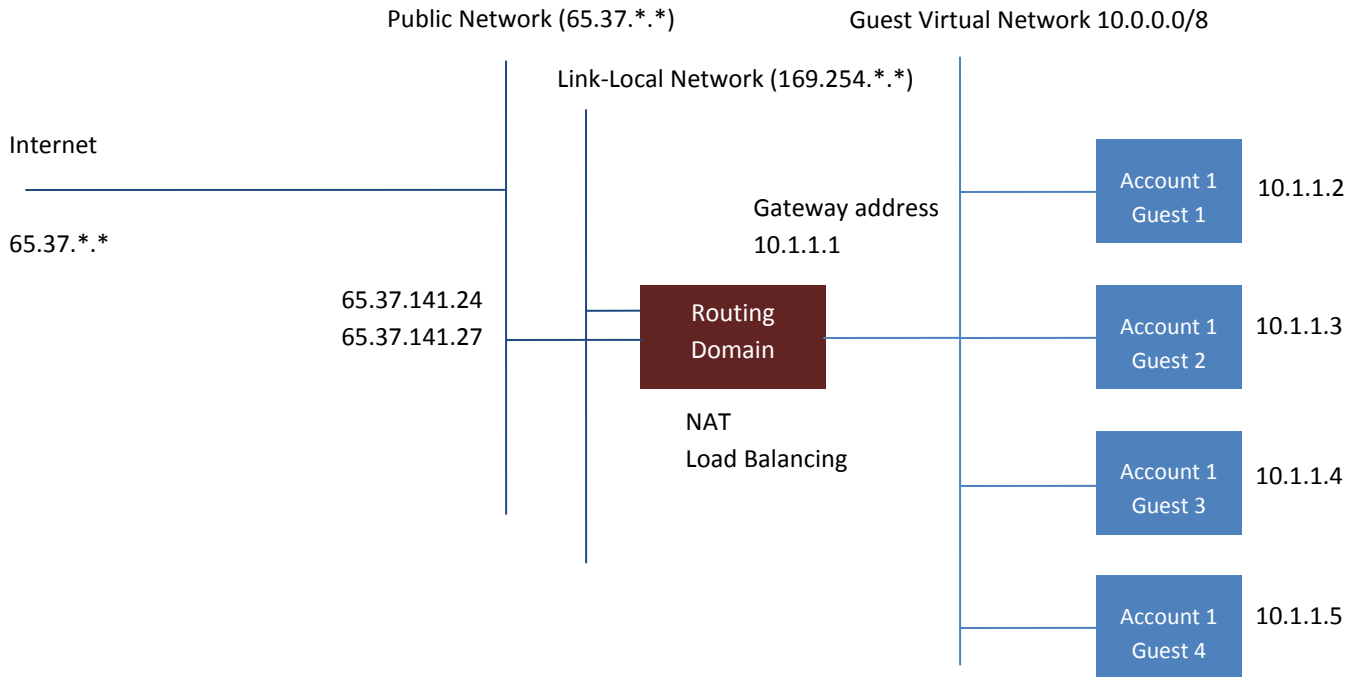 Public Network (65.37.*.*)
Guest Virtual Network 10.0.0.0/8
Link-Local Network (169.254.*.*)
Internet
65.37.*.*
65.37.141.24
65.37.141.27
Gateway address
10.1.1.1
Routing
Domain
NAT
Load Balancing
Account 1
Guest 1
10.1.1.2
Account 1
Guest 2
10.1.1.3
Account 1
Guest 3
10.1.1.4
Account 1
Guest 4
10.1.1.5